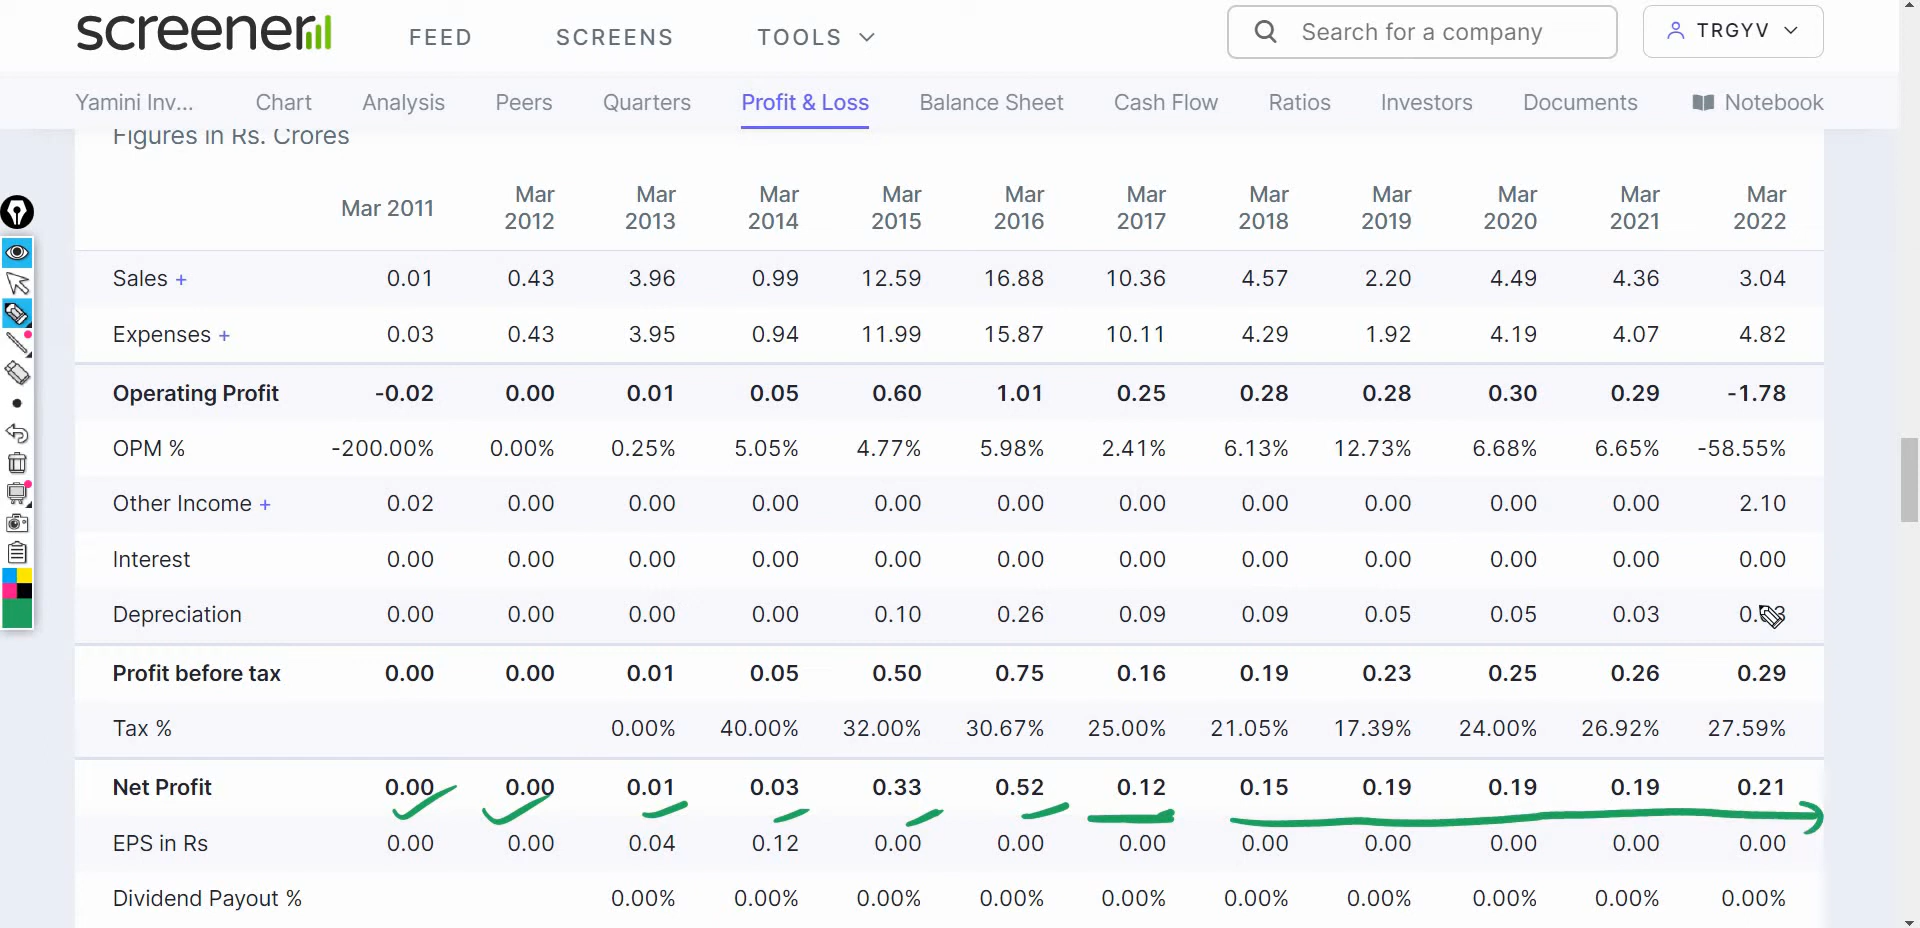 screener
FEED SCREENS TOOLS Search for a company TRGYV
Yamini Inv... Chart Analysis Peers Quarters Profit & Loss Balance Sheet Cash Flow Ratios Investors Documents Notebook
Figures in Rs. Crores
Mar 2011 Mar 2012 Mar 2013 Mar 2014 Mar 2015 Mar 2016 Mar 2017 Mar 2018 Mar 2019 Mar 2020 Mar 2021 Mar 2022
Sales + 0.01 0.43 3.96 0.99 12.59 16.88 10.36 4.57 2.20 4.49 4.36 3.04
Expenses + 0.03 0.43 3.95 0.94 11.99 15.87 10.11 4.29 1.92 4.19 4.07 4.82
Operating Profit -0.02 0.00 0.01 0.05 0.60 1.01 0.25 0.28 0.28 0.30 0.29 -1.78
OPM % -200.00% 0.00% 0.25% 5.05% 4.77% 5.98% 2.41% 6.13% 12.73% 6.68% 6.65% -58.55%
Other Income + 0.02 0.00 0.00 0.00 0.00 0.00 0.00 0.00 0.00 0.00 0.00 2.10
Interest 0.00 0.00 0.00 0.00 0.00 0.00 0.00 0.00 0.00 0.00 0.00 0.00
Depreciation 0.00 0.00 0.00 0.00 0.10 0.26 0.09 0.09 0.05 0.05 0.03
Profit before tax 0.00 0.00 0.01 0.05 0.50 0.75 0.16 0.19 0.23 0.25 0.26 0.29
Tax % 0.00% 40.00% 32.00% 30.67% 25.00% 21.05% 17.39% 24.00% 26.92% 27.59%
Net Profit 0.00 0.00 0.01 0.03 0.33 0.52 0.12 0.15 0.19 0.19 0.19 0.21
EPS in Rs 0.00 0.00 0.04 0.12 0.00 0.00 0.00 0.00 0.00 0.00 0.00 0.00
Dividend Payout % 0.00% 0.00% 0.00% 0.00% 0.00% 0.00% 0.00% 0.00% 0.00% 0.00%